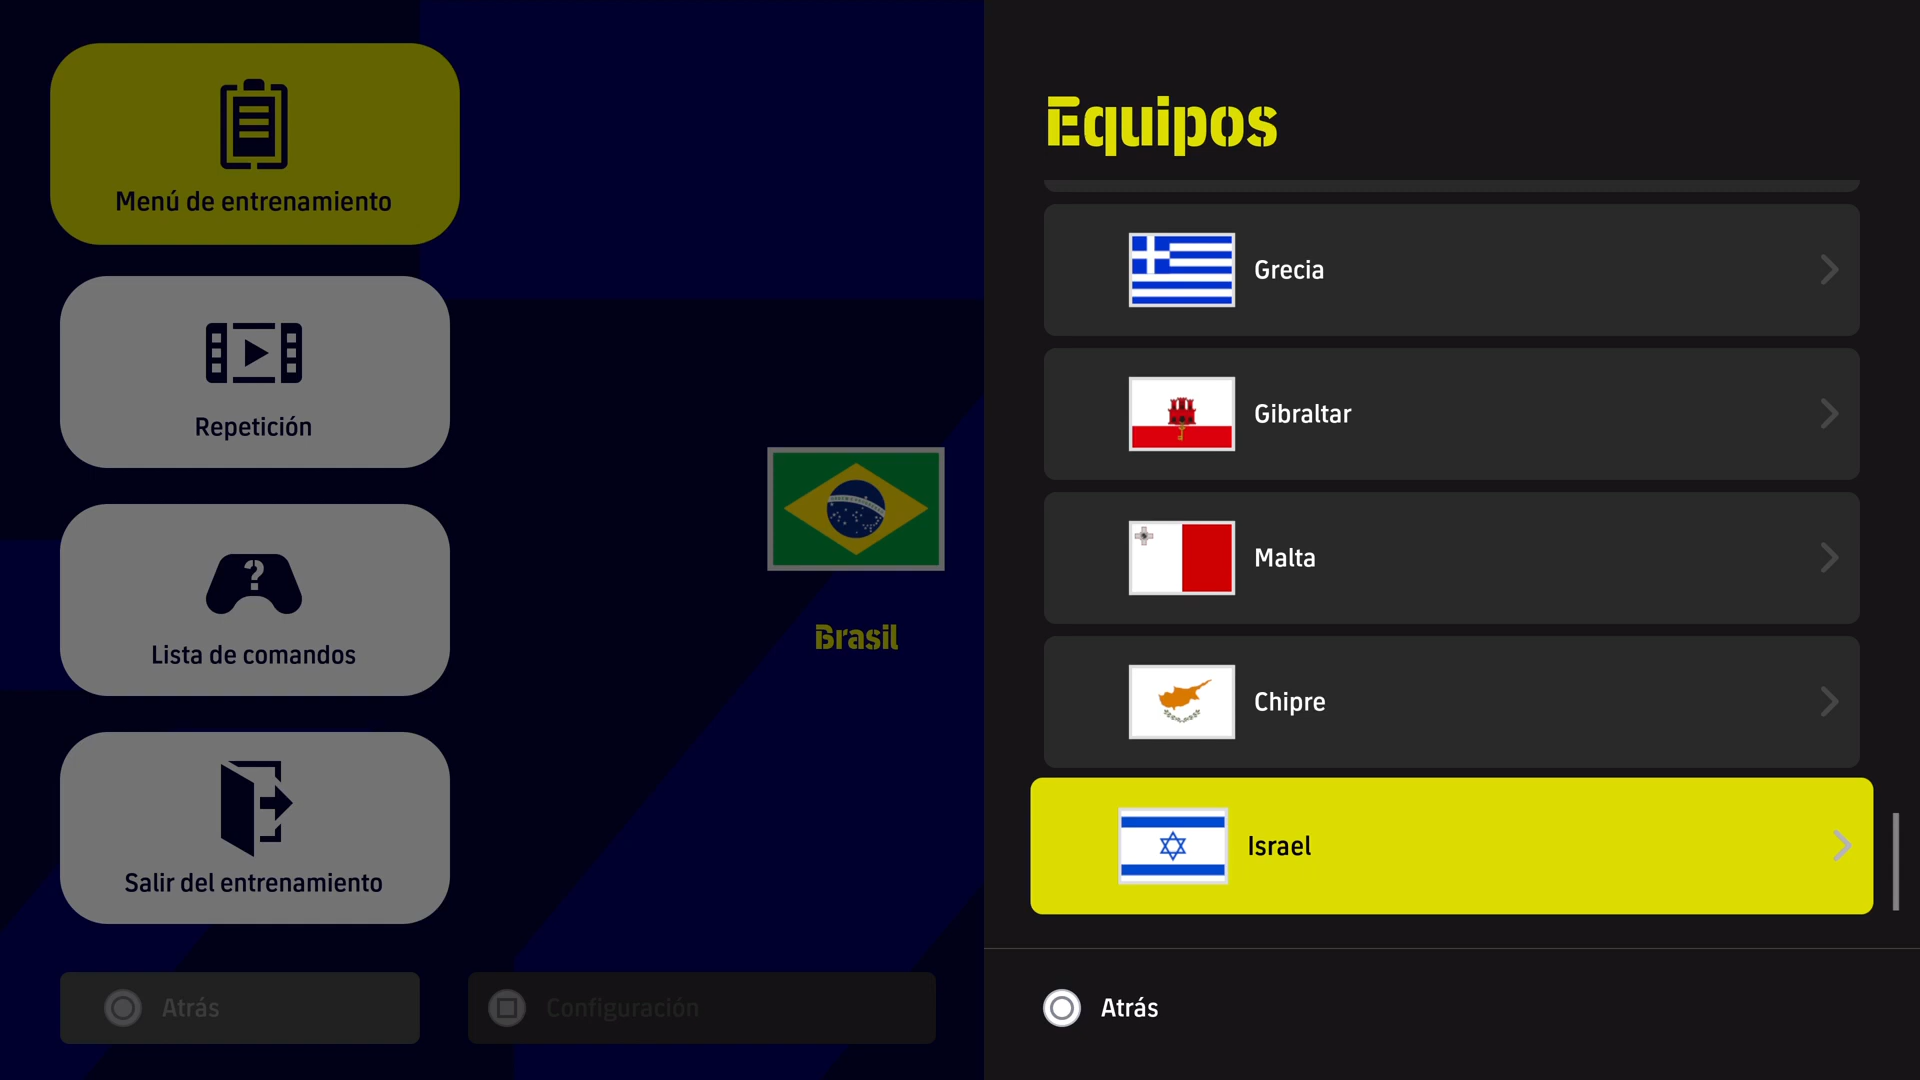 Menú de entrenamiento
Repetición
?
Lista de comandos
Salir del entrenamiento
Atrás
Configuración
Brasil
Equipos
Grecia
Gibraltar
Malta
Chipre
Israel
Atrás